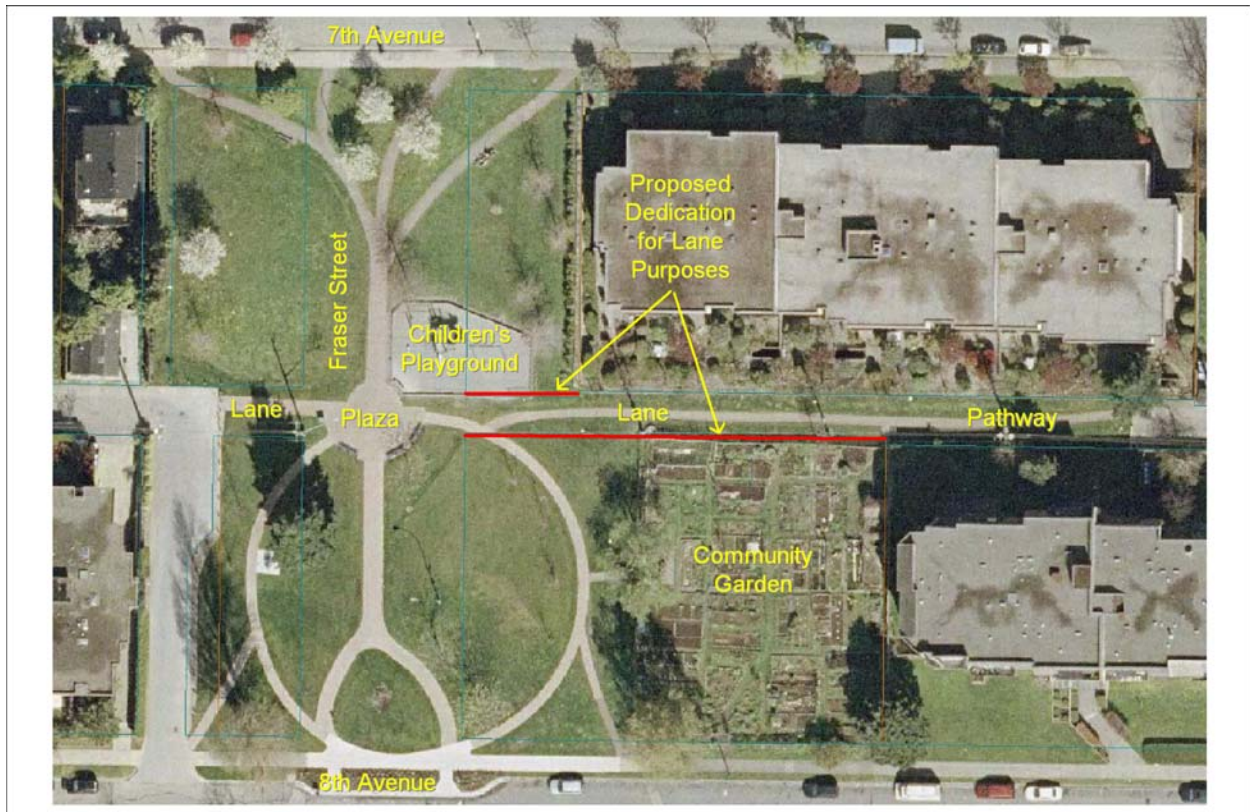 7th Avenue
Proposed
Dedication
for Lane
Purposes
Fraser Street
Children's
Playground
Lane
Plaza
Lane
Pathway
Community
Garden
8th Avenue